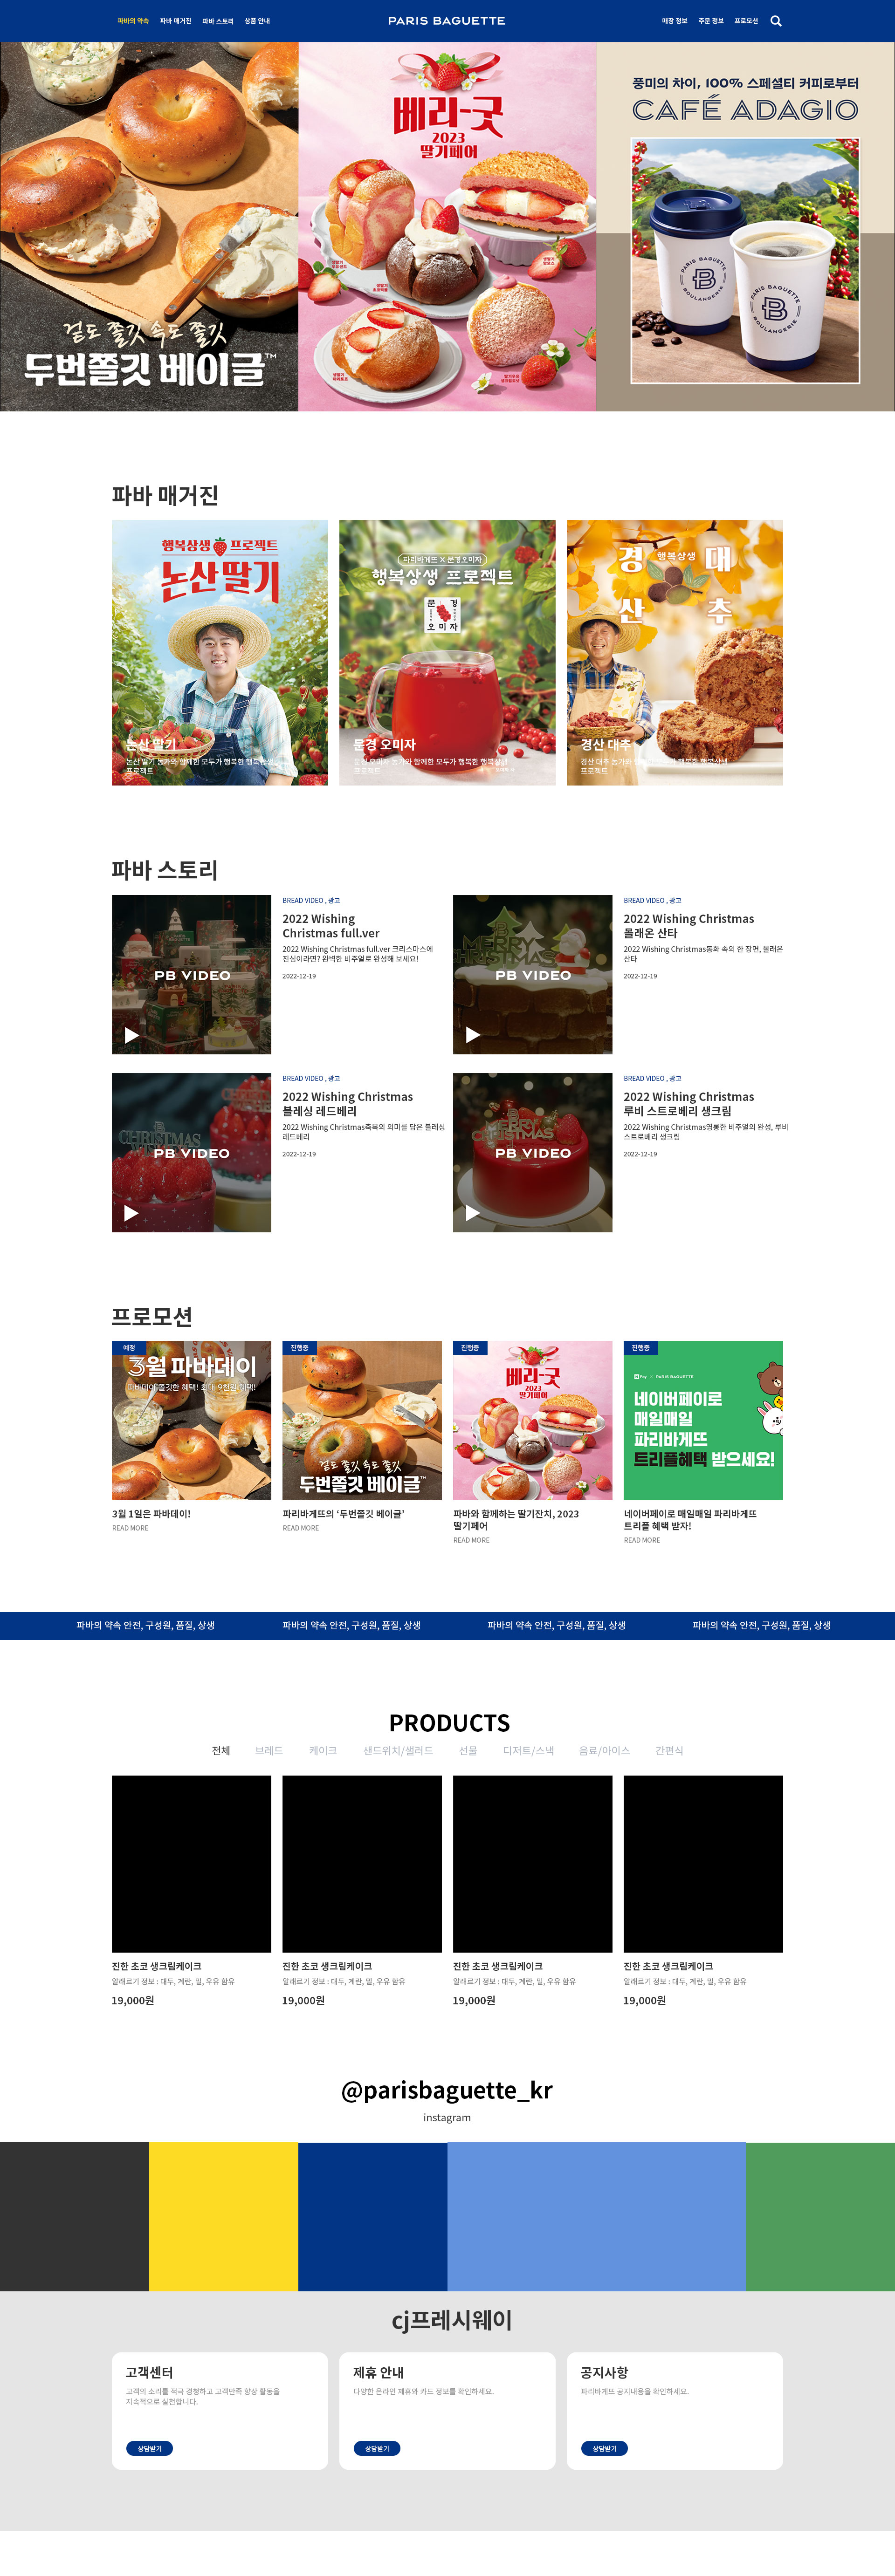 파바의 약속 파바 매거진 파바 스토리 상품 안내
PARIS BAGUETTE
매장 정보 주문 정보 프로모션
겉도 쫄깃 속도 쫄깃
두번쫄깃 베이글™
베리-굿
2023
딸기페어
풍미의 차이, 100% 스페셜티 커피로부터
CAFÉ ADAGIO
PARIS BAGUETTE
B
BOULANGERIE
PARIS BAGUETTE
B
BOULANGERIE
파바 매거진
행복상생 프로젝트
논산딸기
논산 딸기
논산 딸기 농가와 함께한 모두가 행복한 행복상생
프로젝트
파리바게뜨 X 문경오미자
행복상생 프로젝트
문경
오미자
문경 오미자
문경 오미자 농가와 함께한 모두가 행복한 행복상생
프로젝트
행복상생
경산 대추
경산 대추
경산 대추 농가와 함께한 모두가 행복한 행복상생
프로젝트
파바 스토리
PB VIDEO
BREAD VIDEO , 광고
2022 Wishing
Christmas full.ver
2022 Wishing Christmas full.ver 크리스마스에
진심이라면? 완벽한 비주얼로 완성해 보세요!
2022-12-19
MERRY
CHRISTMAS
PB VIDEO
BREAD VIDEO , 광고
2022 Wishing Christmas
몰래온 산타
2022 Wishing Christmas동화 속의 한 장면, 몰래온
산타
2022-12-19
CHRISTMAS
PB VIDEO
BREAD VIDEO , 광고
2022 Wishing Christmas
블레싱 레드베리
2022 Wishing Christmas축복의 의미를 담은 블레싱
레드베리
2022-12-19
MERRY
CHRISTMAS
PB VIDEO
BREAD VIDEO , 광고
2022 Wishing Christmas
루비 스트로베리 생크림
2022 Wishing Christmas영롱한 비주얼의 완성, 루비
스트로베리 생크림
2022-12-19
프로모션
예정
3월 파바데이
파바데이 쫄깃한 혜택! 최대 9천원 혜택!
3월 1일은 파바데이!
READ MORE
진행중
겉도 쫄깃 속도 쫄깃
두번쫄깃 베이글™
파리바게뜨의 ‘두번쫄깃 베이글’
READ MORE
진행중
베리-굿
2023
딸기페어
파바와 함께하는 딸기잔치, 2023
딸기페어
READ MORE
진행중
N Pay × PARIS BAGUETTE
네이버페이로
매일매일
파리바게뜨
트리플혜택 받으세요!
네이버페이로 매일매일 파리바게뜨
트리플 혜택 받자!
READ MORE
파바의 약속 안전, 구성원, 품질, 상생 파바의 약속 안전, 구성원, 품질, 상생 파바의 약속 안전, 구성원, 품질, 상생 파바의 약속 안전, 구성원, 품질, 상생
PRODUCTS
전체 브레드 케이크 샌드위치/샐러드 선물 디저트/스낵 음료/아이스 간편식
진한 초코 생크림케이크
알래르기 정보 : 대두, 계란, 밀, 우유 함유
19,000원
진한 초코 생크림케이크
알래르기 정보 : 대두, 계란, 밀, 우유 함유
19,000원
진한 초코 생크림케이크
알래르기 정보 : 대두, 계란, 밀, 우유 함유
19,000원
진한 초코 생크림케이크
알래르기 정보 : 대두, 계란, 밀, 우유 함유
19,000원
@parisbaguette_kr
instagram
cj프레시웨이
고객센터
고객의 소리를 적극 경청하고 고객만족 향상 활동을
지속적으로 실천합니다.
상담받기
제휴 안내
다양한 온라인 제휴와 카드 정보를 확인하세요.
상담받기
공지사항
파리바게뜨 공지내용을 확인하세요.
상담받기